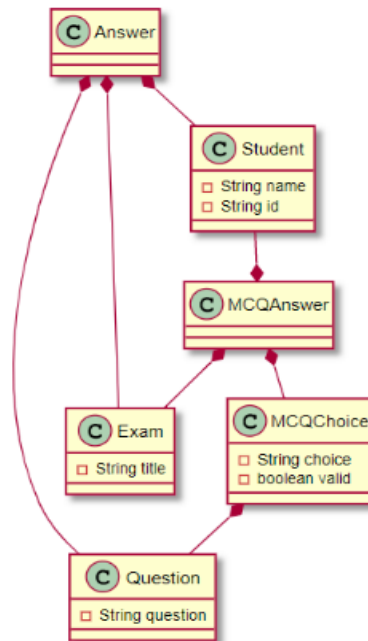 C Answer
C Student
String name
String id
C MCQAnswer
C Exam
String title
C MCQChoice
String choice
boolean valid
C Question
String question